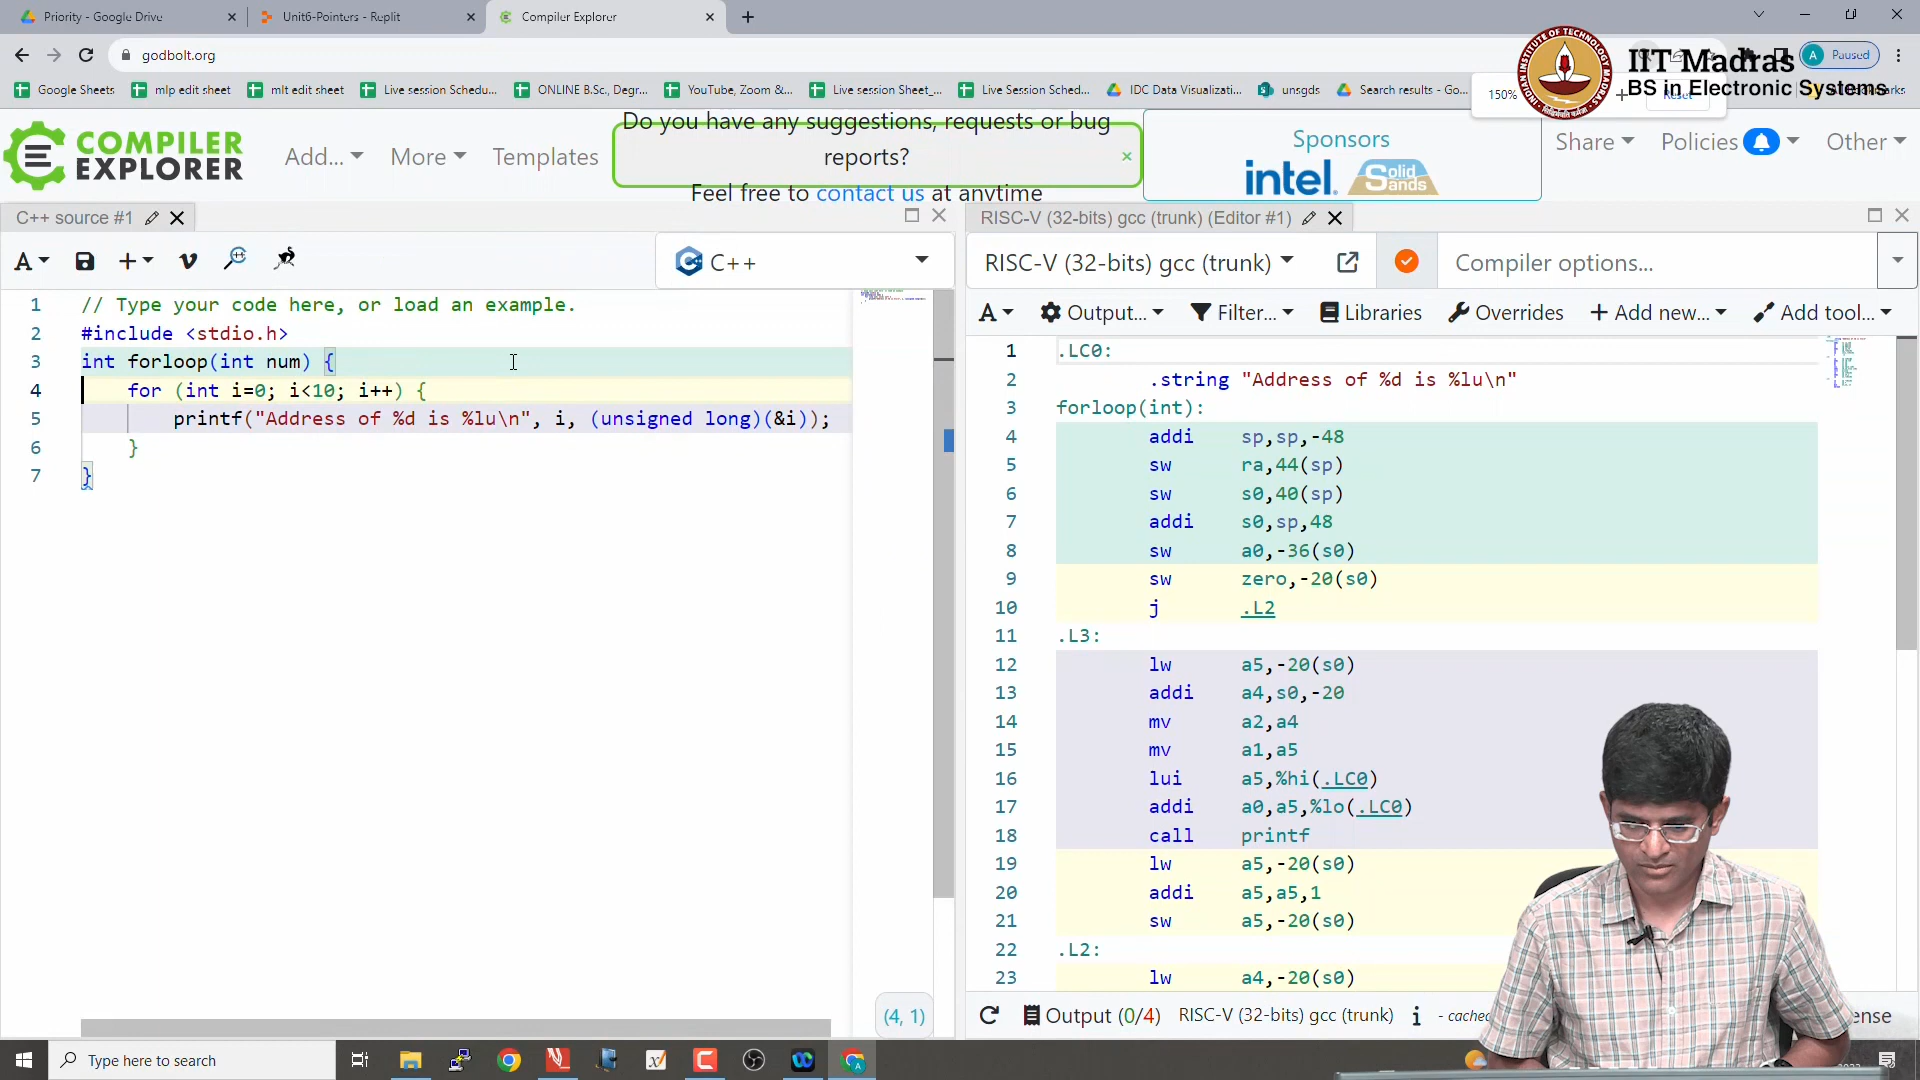 Priority - Google Drive
Unit6-Pointers - Replit
Compiler Explorer
godbolt.org
A Paused
Google Sheets
mlp edit sheet
mlt edit sheet
Live session Schedu...
ONLINE B.Sc., Degr...
YouTube, Zoom &...
Live session Sheet_...
Live Session Sched...
IDC Data Visualizati...
unsgds
Search results - Go...
150%
+
Reset
IIT Madras
BS in Electronic Systems
COMPILER
EXPLORER
Add...
More
Templates
Do you have any suggestions, requests or bug
reports?
Feel free to contact us at anytime
Sponsors
intel.
Solid
Sands
Share
Policies
Other
C++ source #1
A
C++
1 // Type your code here, or load an example.
2 #include <stdio.h>
3 int forloop(int num) {
4 for (int i=0; i<10; i++) {
5 printf("Address of %d is %lu\n", i, (unsigned long)(&i));
6 }
7 }
(4, 1)
RISC-V (32-bits) gcc (trunk) (Editor #1)
RISC-V (32-bits) gcc (trunk)
Compiler options...
A
Output...
Filter...
Libraries
Overrides
+ Add new...
Add tool...
1 .LC0:
2 .string "Address of %d is %lu\n"
3 forloop(int):
4 addi sp,sp,-48
5 sw ra,44(sp)
6 sw s0,40(sp)
7 addi s0,sp,48
8 sw a0,-36(s0)
9 sw zero,-20(s0)
10 j .L2
11 .L3:
12 lw a5,-20(s0)
13 addi a4,s0,-20
14 mv a2,a4
15 mv a1,a5
16 lui a5,%hi(.LC0)
17 addi a0,a5,%lo(.LC0)
18 call printf
19 lw a5,-20(s0)
20 addi a5,a5,1
21 sw a5,-20(s0)
22 .L2:
23 lw a4,-20(s0)
Output (0/4) RISC-V (32-bits) gcc (trunk) i - cached
Type here to search